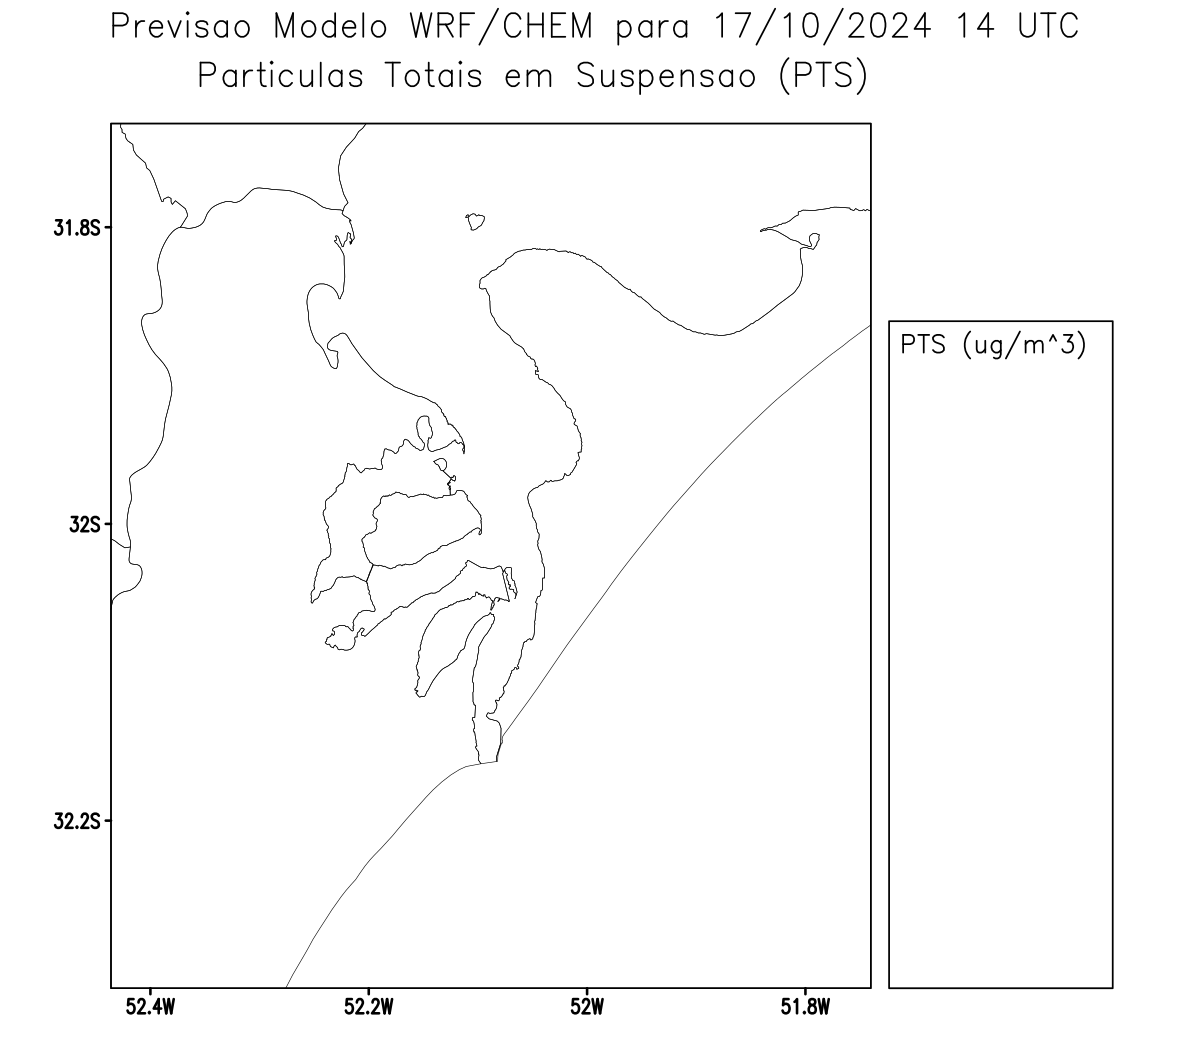 Previsao Modelo WRF/CHEM para 17/10/2024 14 UTC
Particulas Totais em Suspensao (PTS)
31.8S
PTS (ug/m^3)
32S
32.2S
52.4W 52.2W 52W 51.8W